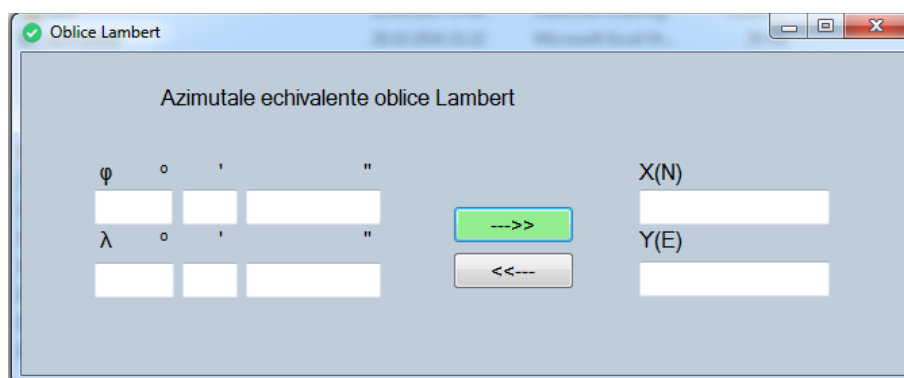 Oblice Lambert
Azimutale echivalente oblice Lambert
φ º ' "
X(N)
--->>
λ º ' "
Y(E)
<<---